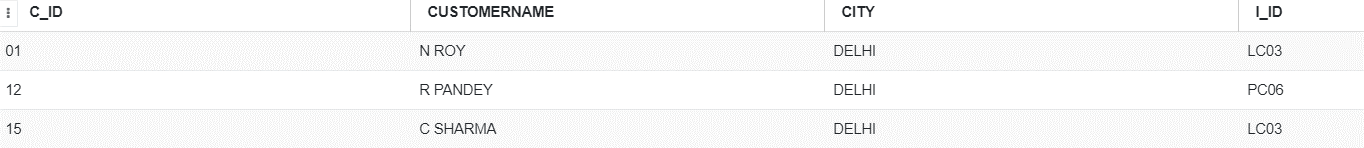 C_ID CUSTOMERNAME CITY I_ID
01 N ROY DELHI LC03
12 R PANDEY DELHI PC06
15 C SHARMA DELHI LC03